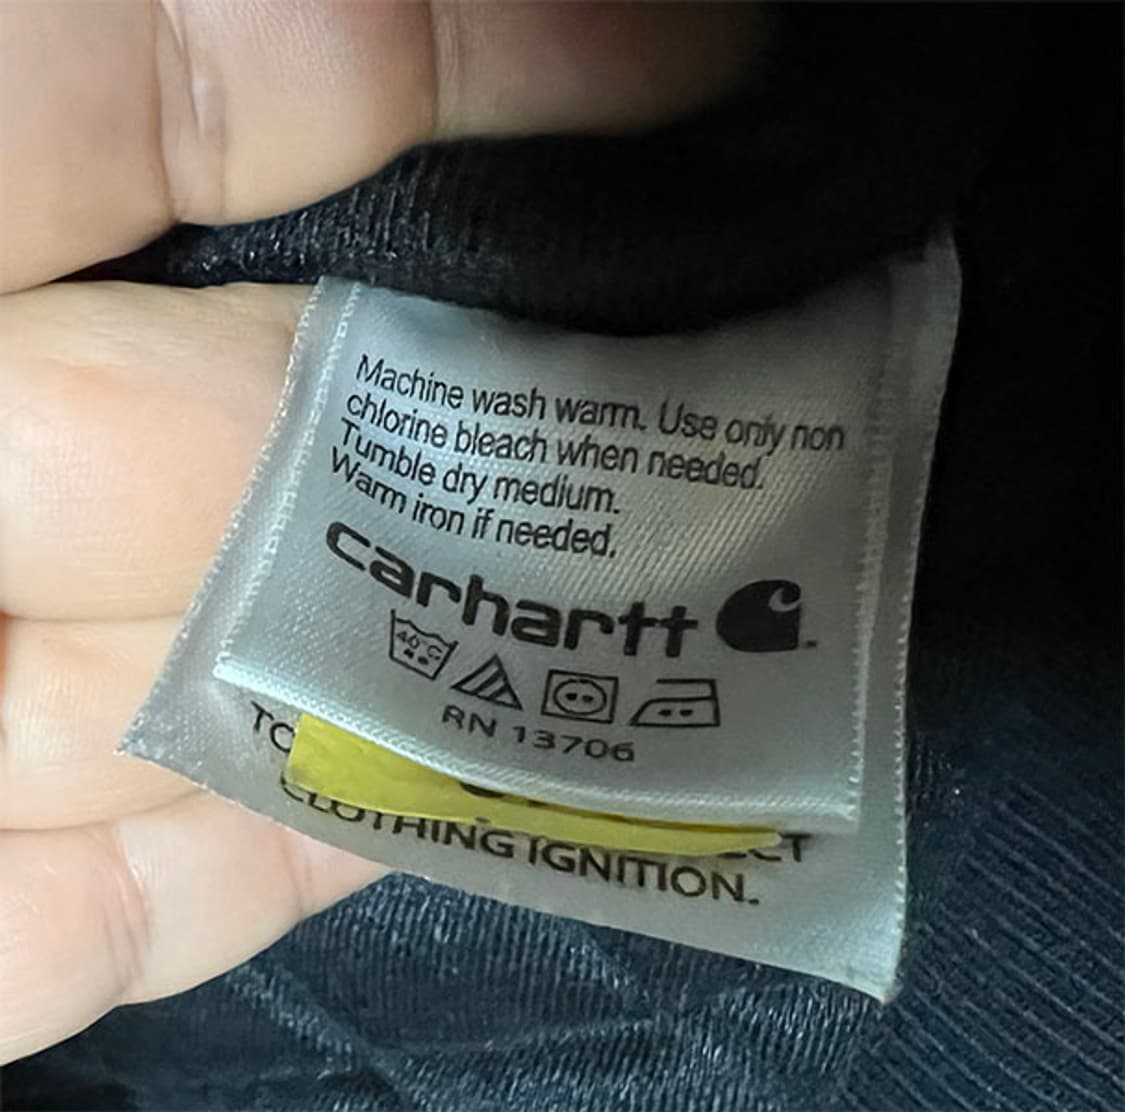 Machine wash warm. Use only non
chlorine bleach when needed.
Tumble dry medium.
Warm iron if needed.
carhartt
40°C
RN 13706
CLOTHING IGNITION.